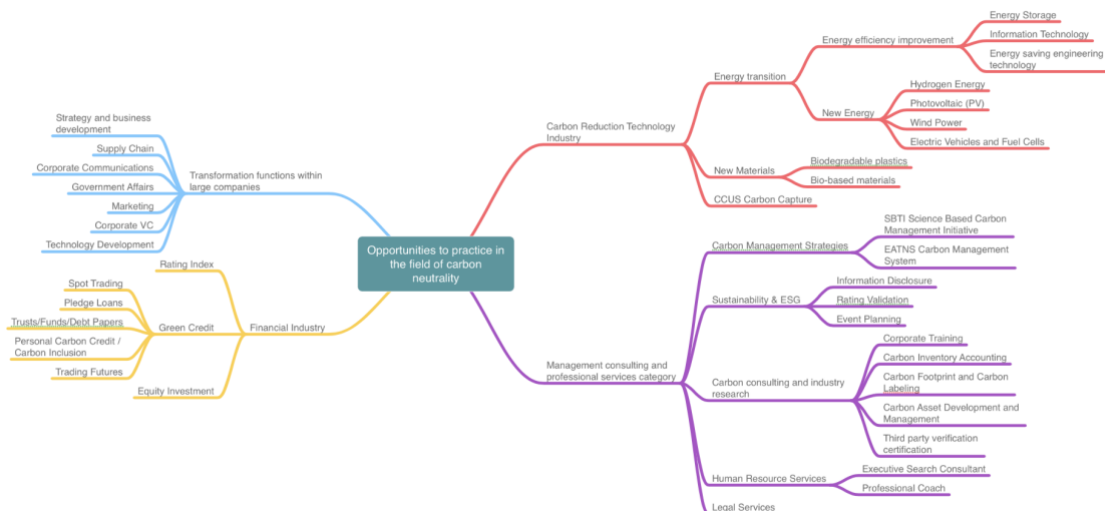 Opportunities to practice in
the field of carbon
neutrality
Carbon Reduction Technology
Industry
Energy transition
Energy efficiency improvement
Energy Storage
Information Technology
Energy saving engineering
technology
New Energy
Hydrogen Energy
Photovoltaic (PV)
Wind Power
Electric Vehicles and Fuel Cells
New Materials
Biodegradable plastics
Bio-based materials
CCUS Carbon Capture
Management consulting and
professional services category
Carbon Management Strategies
SBTI Science Based Carbon
Management Initiative
EATNS Carbon Management
System
Sustainability & ESG
Information Disclosure
Rating Validation
Event Planning
Carbon consulting and industry
research
Corporate Training
Carbon Inventory Accounting
Carbon Footprint and Carbon
Labeling
Carbon Asset Development and
Management
Third party verification
certification
Human Resource Services
Executive Search Consultant
Professional Coach
Legal Services
Transformation functions within
large companies
Strategy and business
development
Supply Chain
Corporate Communications
Government Affairs
Marketing
Corporate VC
Technology Development
Financial Industry
Rating Index
Green Credit
Spot Trading
Pledge Loans
Trusts/Funds/Debt Papers
Personal Carbon Credit /
Carbon Inclusion
Trading Futures
Equity Investment